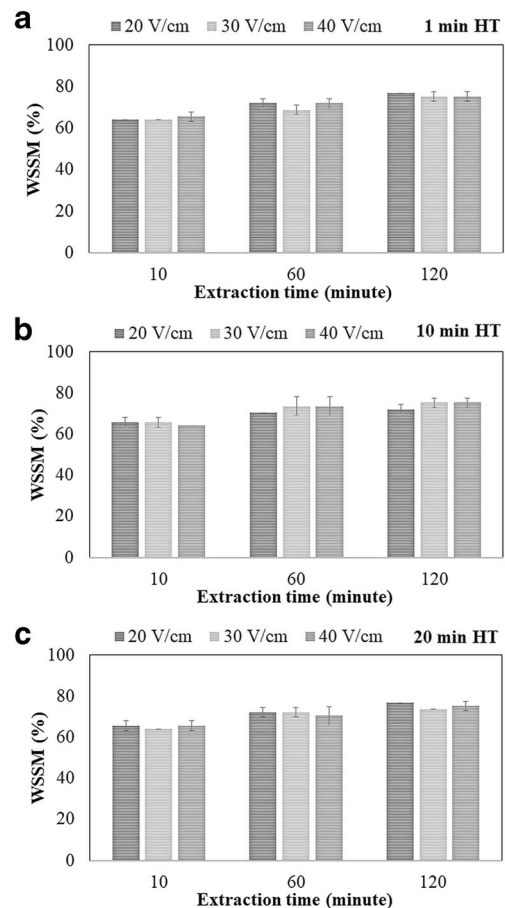 a
20 V/cm 30 V/cm 40 V/cm 1 min HT
100
80
60
40
20
0
WSSM (%)
10 60 120
Extraction time (minute)
b
20 V/cm 30 V/cm 40 V/cm 10 min HT
100
80
60
40
20
0
WSSM (%)
10 60 120
Extraction time (minute)
c
20 V/cm 30 V/cm 40 V/cm 20 min HT
100
80
60
40
20
0
WSSM (%)
10 60 120
Extraction time (minute)